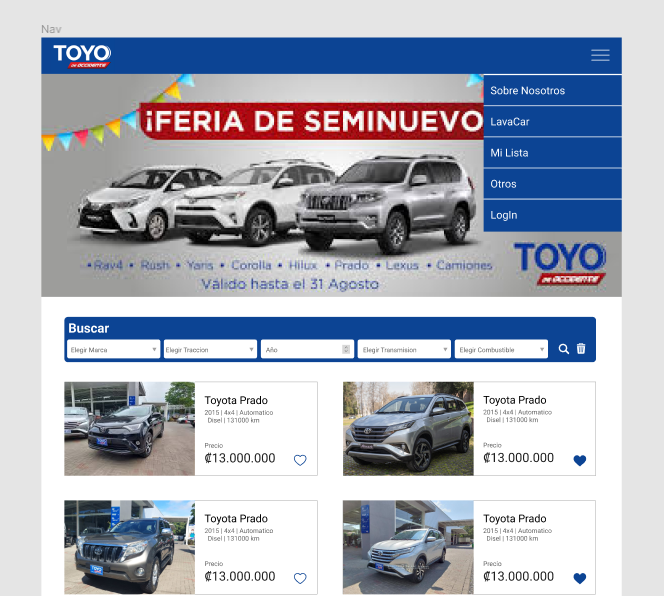 Nav
TOYO
DE OCCIDENTE
¡FERIA DE SEMINUEVO
Sobre Nosotros
LavaCar
Mi Lista
Otros
LogIn
•Rav4 • Rush • Yaris • Corolla • Hilux • Prado • Lexus • Camiones
Válido hasta el 31 Agosto
TOYO
DE OCCIDENTE
Buscar
Elegir Marca
Elegir Traccion
Año
Elegir Transmision
Elegir Combustible
Toyota Prado
2015 | 4x4 | Automatico
Disel | 131000 km
Precio
₡13.000.000
Toyota Prado
2015 | 4x4 | Automatico
Disel | 131000 km
Precio
₡13.000.000
Toyota Prado
2015 | 4x4 | Automatico
Disel | 131000 km
Precio
₡13.000.000
Toyota Prado
2015 | 4x4 | Automatico
Disel | 131000 km
Precio
₡13.000.000